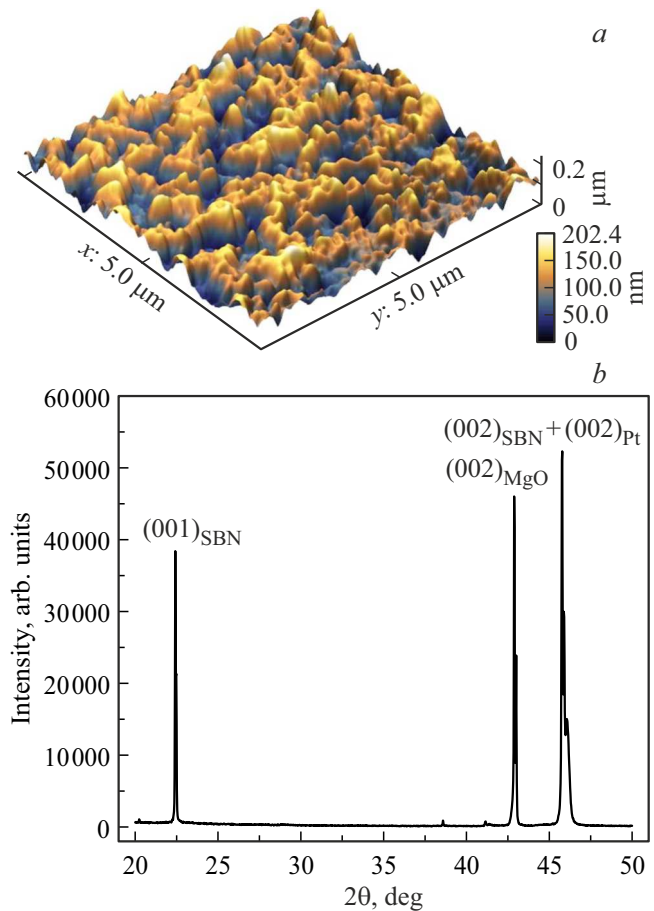 a
0.2
0
μm
202.4
150.0
100.0
50.0
0
nm
x: 5.0 μm
y: 5.0 μm
b
60000
50000
40000
30000
20000
10000
0
Intensity, arb. units
(002)SBN + (002)Pt
(002)MgO
(001)SBN
20 25 30 35 40 45 50
2θ, deg